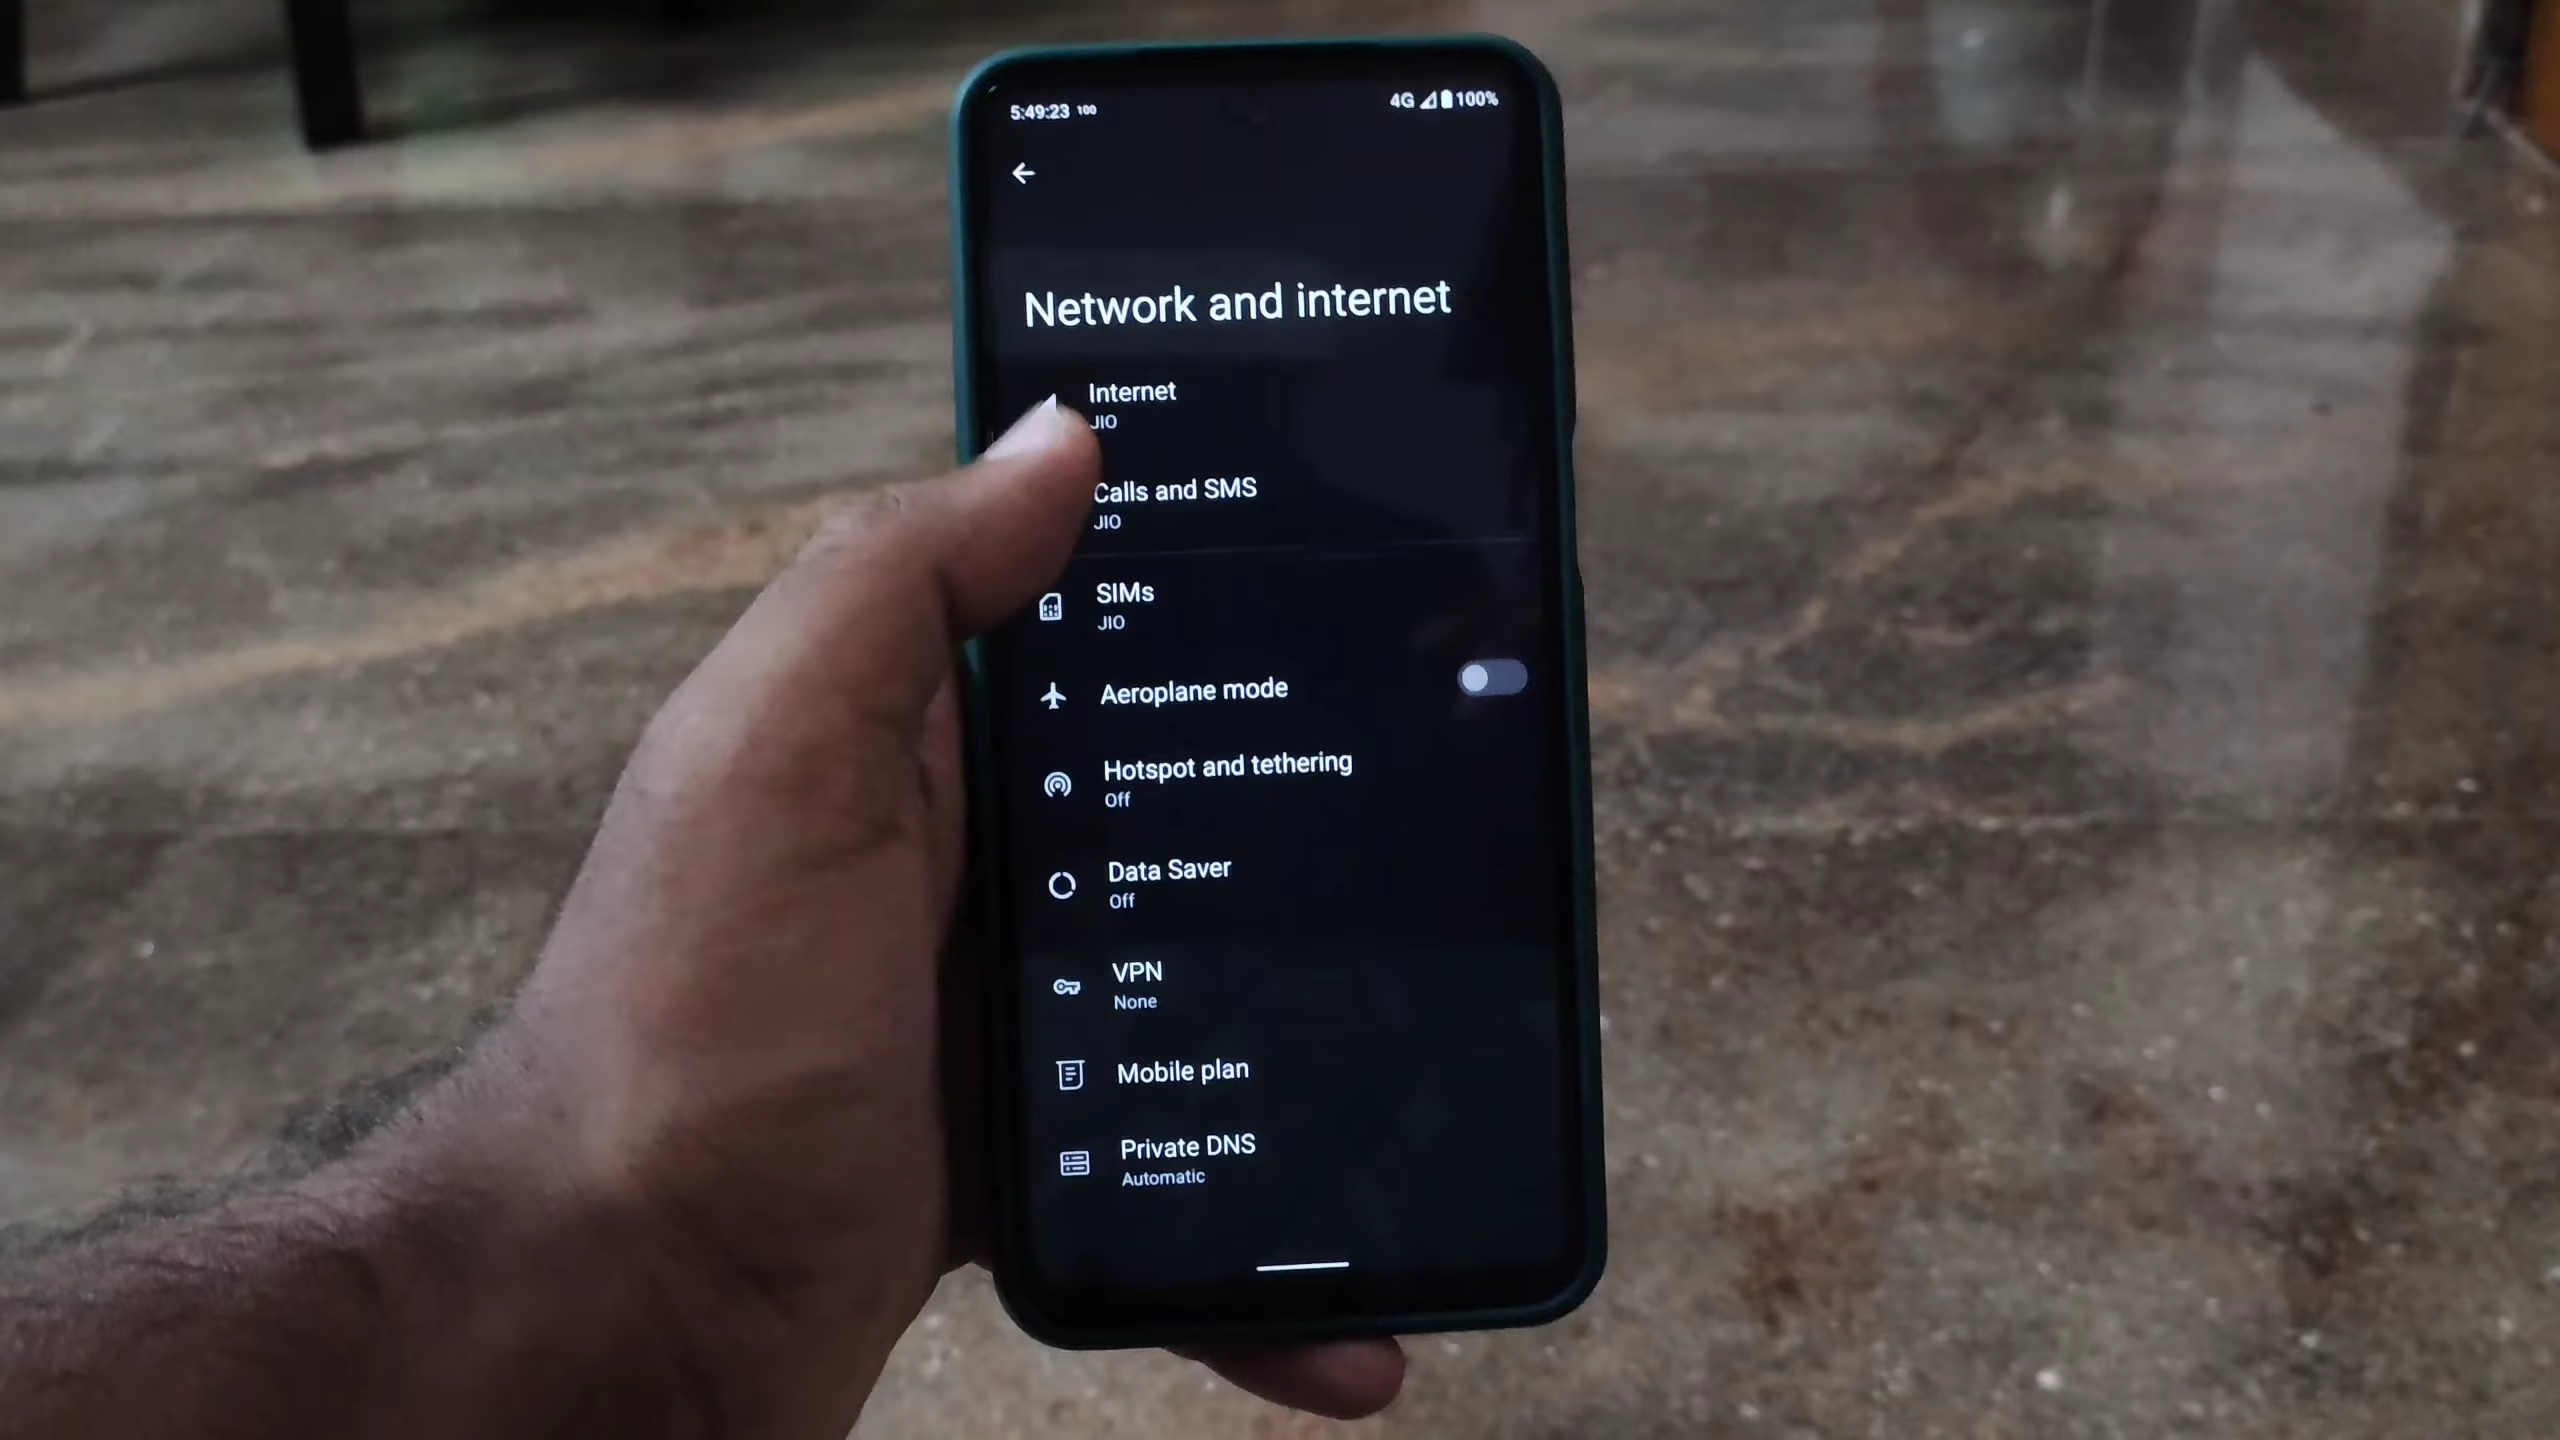 5:49:23 100
4G 100%
Network and internet
Internet
JIO
Calls and SMS
JIO
SIMs
JIO
Aeroplane mode
Hotspot and tethering
Off
Data Saver
Off
VPN
None
Mobile plan
Private DNS
Automatic